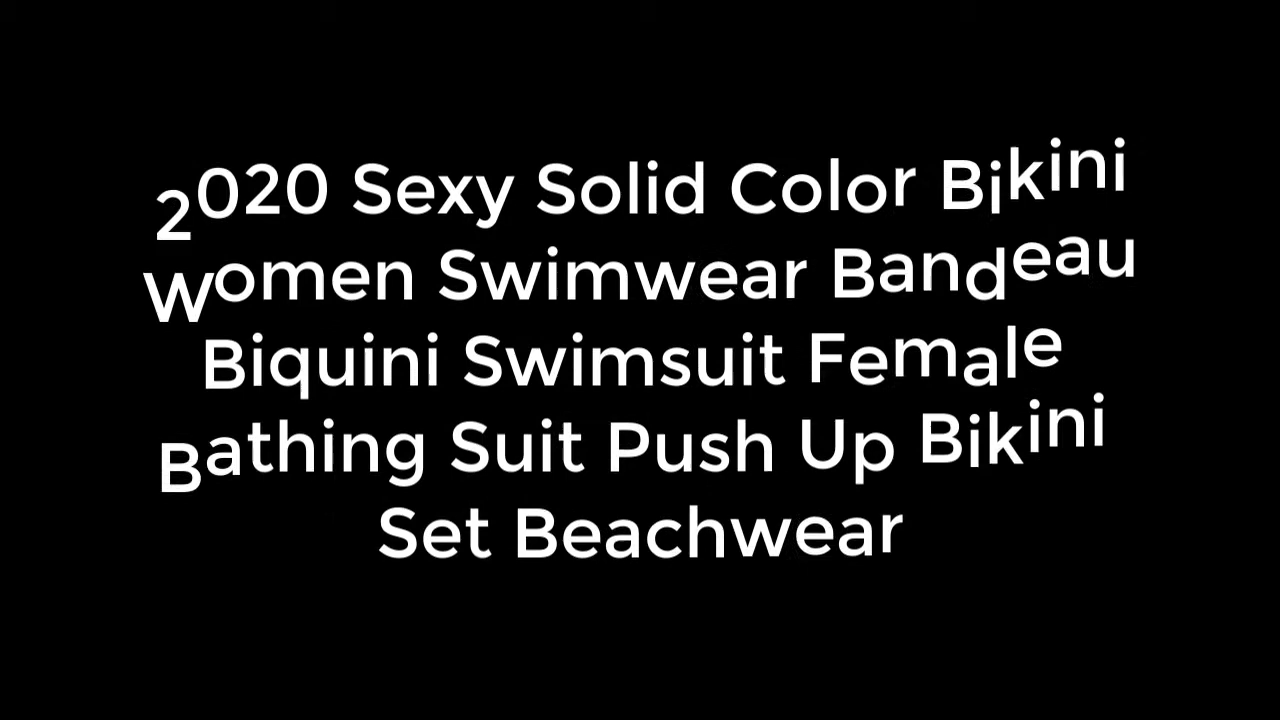 2020 Sexy Solid Color Bikini
Women Swimwear Bandeau
Biquini Swimsuit Female
Bathing Suit Push Up Bikini
Set Beachwear